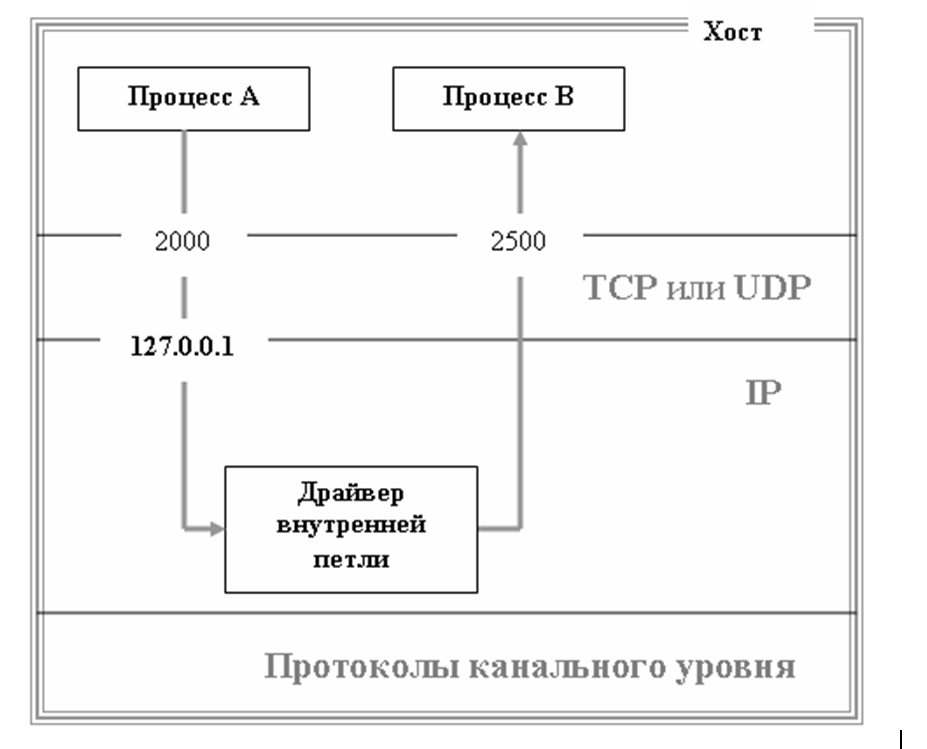 Хост
Процесс А
Процесс В
2000
2500
TCP или UDP
127.0.0.1
IP
Драйвер
внутренней
петли
Протоколы канального уровня